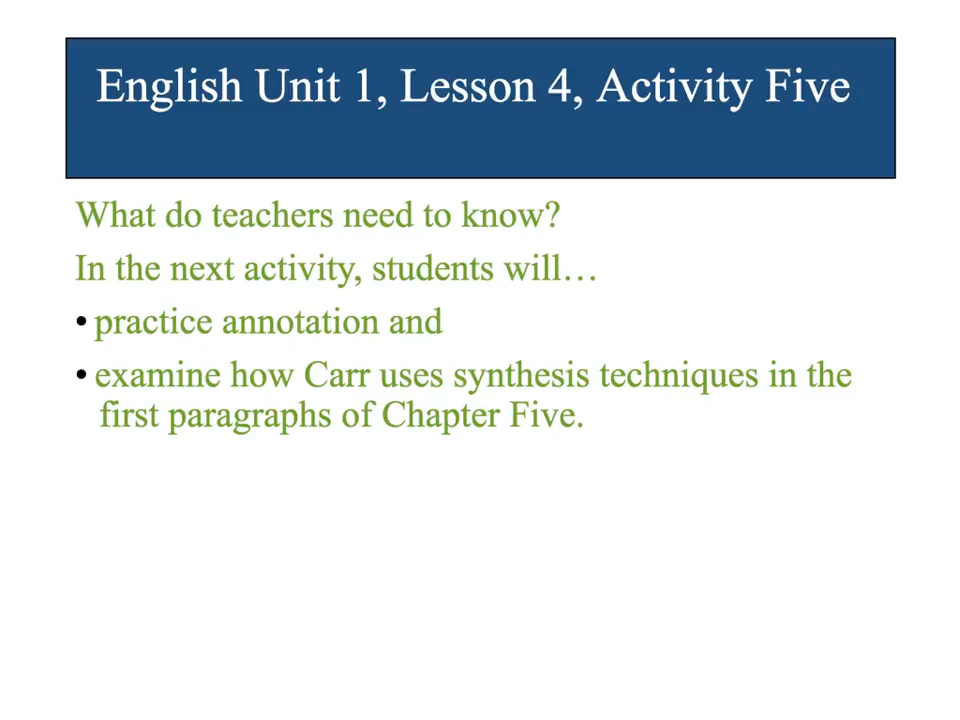 English Unit 1, Lesson 4, Activity Five
What do teachers need to know?
In the next activity, students will…
• practice annotation and
• examine how Carr uses synthesis techniques in the
first paragraphs of Chapter Five.